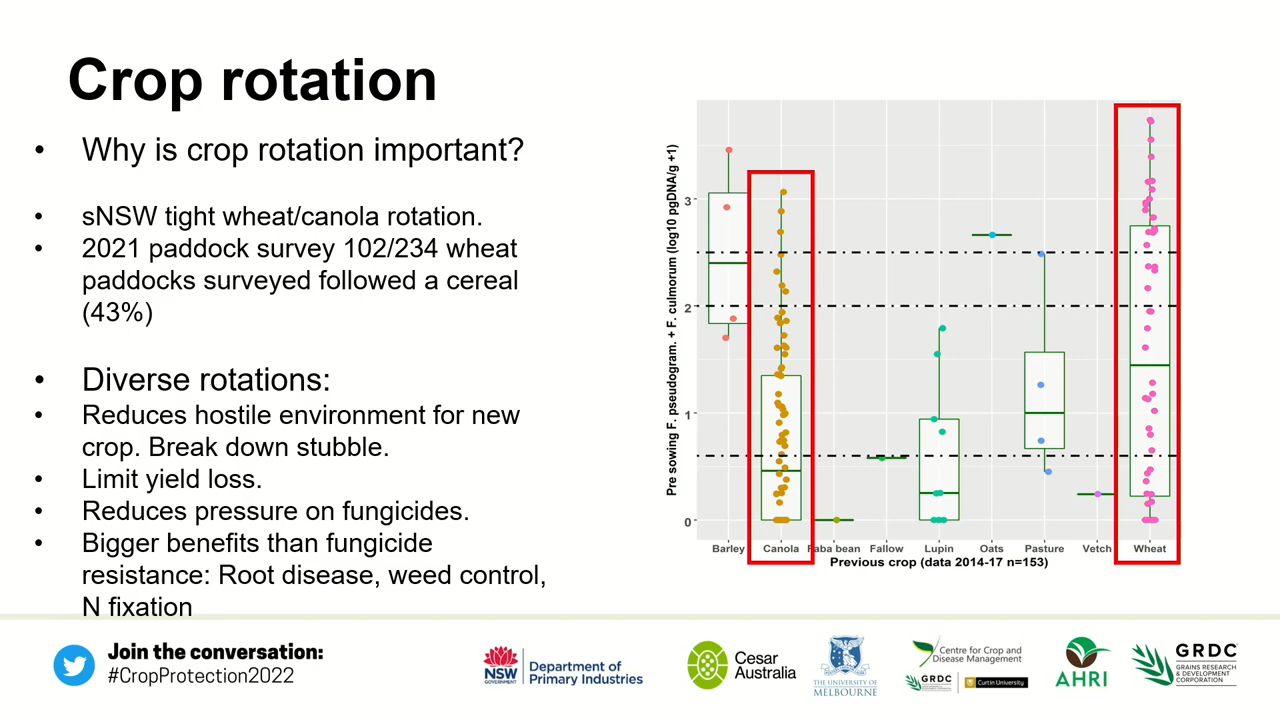 Crop rotation
• Why is crop rotation important?
• sNSW tight wheat/canola rotation.
• 2021 paddock survey 102/234 wheat
paddocks surveyed followed a cereal
(43%)
• Diverse rotations:
• Reduces hostile environment for new
crop. Break down stubble.
• Limit yield loss.
• Reduces pressure on fungicides.
• Bigger benefits than fungicide
resistance: Root disease, weed control,
N fixation
Pre sowing F. pseudogram. + F. culmorum (log10 pgDNA/g +1)
3
2
1
0
Barley Canola Faba bean Fallow Lupin Oats Pasture Vetch Wheat
Previous crop (data 2014-17 n=153)
Join the conversation:
#CropProtection2022
NSW
GOVERNMENT
Department of
Primary Industries
Cesar
Australia
THE UNIVERSITY OF
MELBOURNE
Centre for Crop and
Disease Management
GRDC
Curtin University
AHRI
GRDC
GRAINS RESEARCH
& DEVELOPMENT
CORPORATION